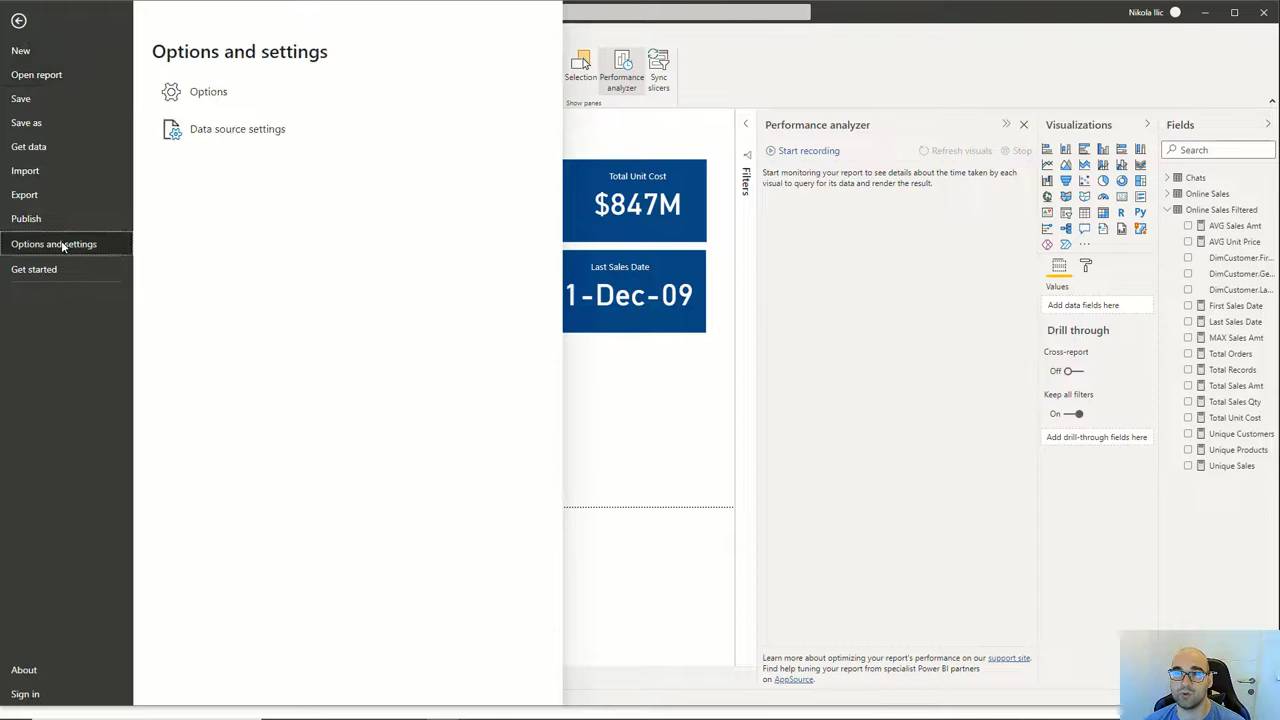 Nikola Ilic
New
Open report
Save
Save as
Get data
Import
Export
Publish
Options and settings
Get started
About
Sign in
Options and settings
Options
Data source settings
Selection
Performance analyzer
Sync slicers
Show panes
Total Unit Cost
$847M
Last Sales Date
1-Dec-09
Filters
Performance analyzer
Start recording
Refresh visuals
Stop
Start monitoring your report to see details about the time taken by each
visual to query for its data and render the result.
Learn more about optimizing your report's performance on our support site.
Find help tuning your report from specialist Power BI partners
on AppSource.
Visualizations
R
Py
Values
Add data fields here
Drill through
Cross-report
Off
Keep all filters
On
Add drill-through fields here
Fields
Search
Chats
Online Sales
Online Sales Filtered
AVG Sales Amt
AVG Unit Price
DimCustomer.Fir...
DimCustomer.Ge...
DimCustomer.La...
First Sales Date
Last Sales Date
MAX Sales Amt
Total Orders
Total Records
Total Sales Amt
Total Sales Qty
Total Unit Cost
Unique Customers
Unique Products
Unique Sales